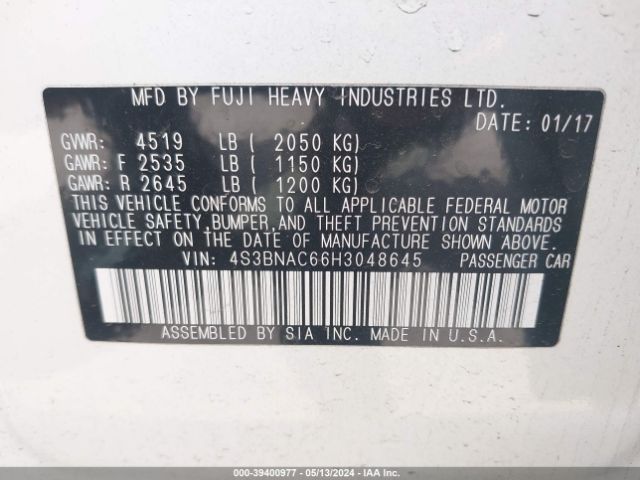 MFD BY FUJI HEAVY INDUSTRIES LTD.
DATE: 01/17
GVWR: 4519 LB ( 2050 KG)
GAWR: F 2535 LB ( 1150 KG)
GAWR: R 2645 LB ( 1200 KG)
THIS VEHICLE CONFORMS TO ALL APPLICABLE FEDERAL MOTOR
VEHICLE SAFETY,BUMPER,AND THEFT PREVENTION STANDARDS
IN EFFECT ON THE DATE OF MANUFACTURE SHOWN ABOVE.
VIN: 4S3BNAC66H3048645 PASSENGER CAR
ASSEMBLED BY SIA INC. MADE IN U.S.A.
000-39400977 - 05/13/2024 - IAA Inc.